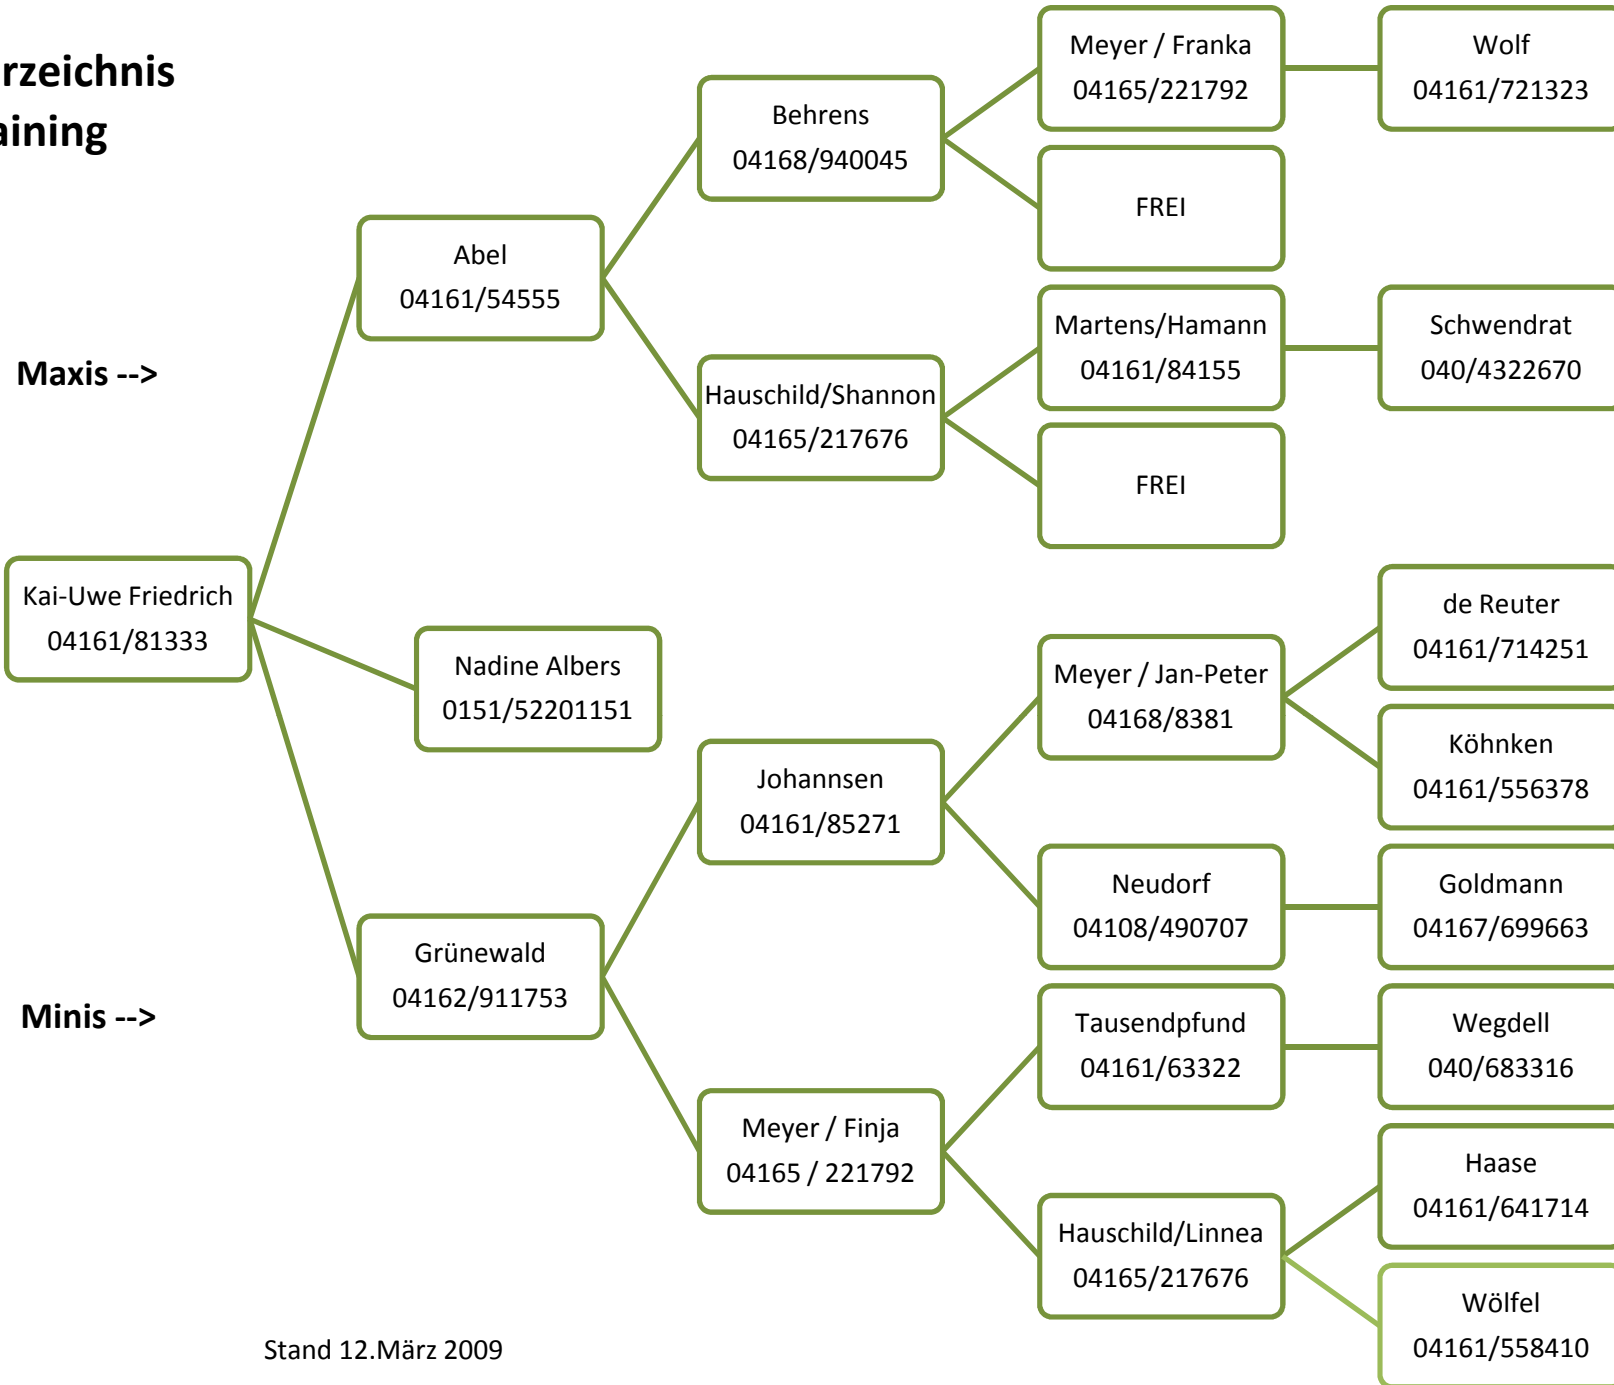 rzeichnis
aining
Maxis -->
Minis -->
Kai-Uwe Friedrich
04161/81333
Abel
04161/54555
Nadine Albers
0151/52201151
Grünewald
04162/911753
Behrens
04168/940045
Hauschild/Shannon
04165/217676
Johannsen
04161/85271
Meyer / Finja
04165 / 221792
Meyer / Franka
04165/221792
FREI
Martens/Hamann
04161/84155
FREI
Meyer / Jan-Peter
04168/8381
Neudorf
04108/490707
Tausendpfund
04161/63322
Hauschild/Linnea
04165/217676
Wolf
04161/721323
Schwendrat
040/4322670
de Reuter
04161/714251
Köhnken
04161/556378
Goldmann
04167/699663
Wegdell
040/683316
Haase
04161/641714
Wölfel
04161/558410
Stand 12.März 2009